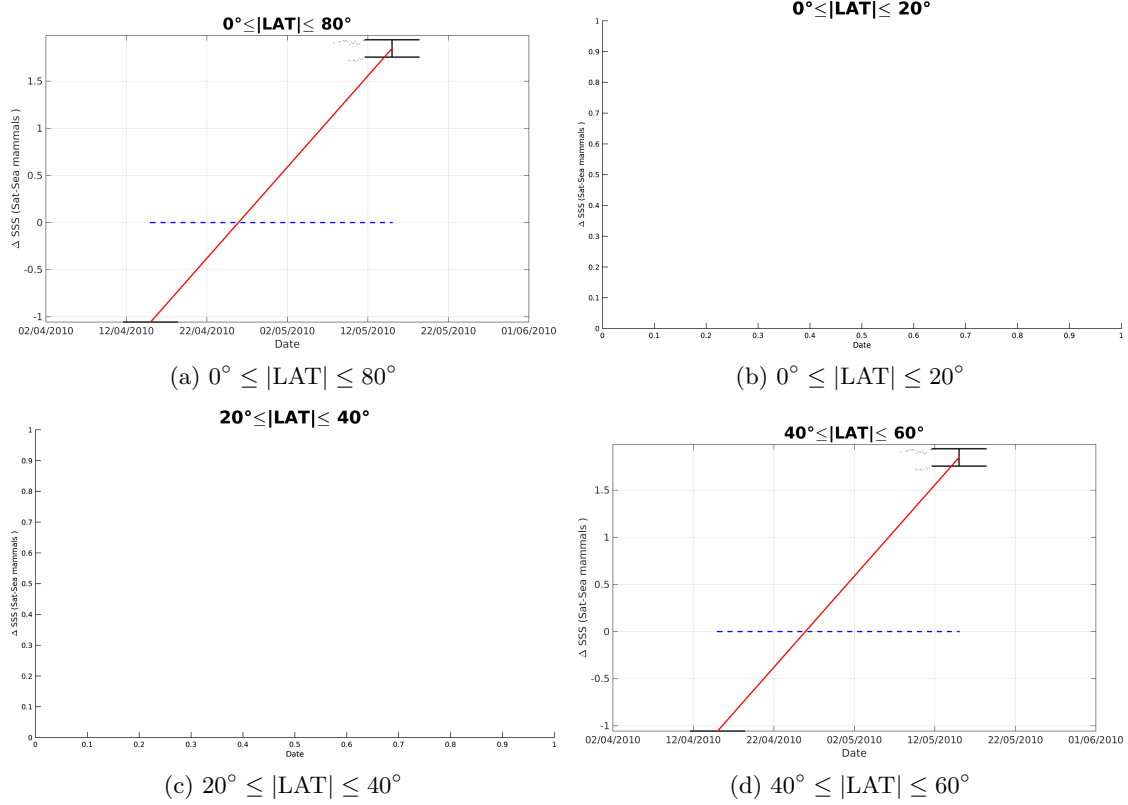 0°≤|LAT|≤ 80°
Δ SSS (Sat-Sea mammals )
1.5
1
0.5
0
-0.5
-1
02/04/2010 12/04/2010 22/04/2010 02/05/2010 12/05/2010 22/05/2010 01/06/2010
Date
(a) 0° ≤ |LAT| ≤ 80°
0°≤|LAT|≤ 20°
Δ SSS (Sat-Sea mammals )
1
0.9
0.8
0.7
0.6
0.5
0.4
0.3
0.2
0.1
0
0 0.1 0.2 0.3 0.4 0.5 0.6 0.7 0.8 0.9 1
Date
(b) 0° ≤ |LAT| ≤ 20°
20°≤|LAT|≤ 40°
Δ SSS (Sat-Sea mammals )
1
0.9
0.8
0.7
0.6
0.5
0.4
0.3
0.2
0.1
0
0 0.1 0.2 0.3 0.4 0.5 0.6 0.7 0.8 0.9 1
Date
(c) 20° ≤ |LAT| ≤ 40°
40°≤|LAT|≤ 60°
Δ SSS (Sat-Sea mammals )
1.5
1
0.5
0
-0.5
-1
02/04/2010 12/04/2010 22/04/2010 02/05/2010 12/05/2010 22/05/2010 01/06/2010
Date
(d) 40° ≤ |LAT| ≤ 60°